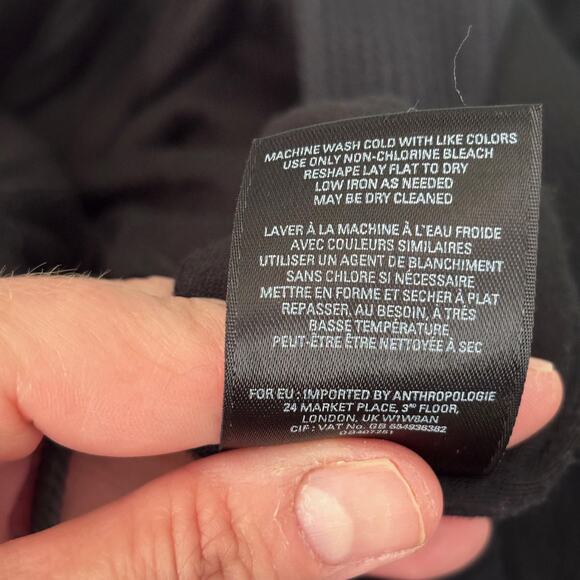 MACHINE WASH COLD WITH LIKE COLORS
USE ONLY NON-CHLORINE BLEACH
RESHAPE LAY FLAT TO DRY
LOW IRON AS NEEDED
MAY BE DRY CLEANED
LAVER À LA MACHINE À L'EAU FROIDE
AVEC COULEURS SIMILAIRES
UTILISER UN AGENT DE BLANCHIMENT
SANS CHLORE SI NÉCESSAIRE
METTRE EN FORME ET SECHER À PLAT
REPASSER, AU BESOIN, À TRÈS
BASSE TEMPÉRATURE
PEUT-ÊTRE ÊTRE NETTOYÉE À SEC
FOR EU : IMPORTED BY ANTHROPOLOGIE
24 MARKET PLACE, 3RD FLOOR,
LONDON, UK W1W8AN
CIF : VAT No. GB 684936382